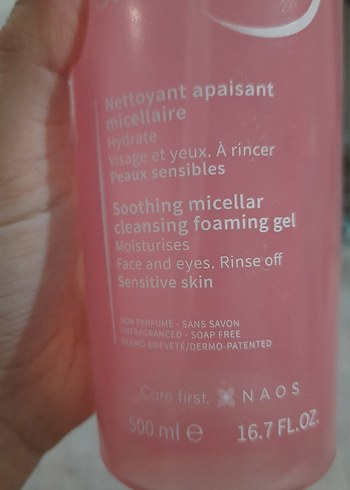 Nettoyant apaisant
micellaire
Hydrate
Visage et yeux. À rincer
Peaux sensibles
Soothing micellar
cleansing foaming gel
Moisturises
Face and eyes. Rinse off
Sensitive skin
NON PARFUMÉ - SANS SAVON
UNFRAGRANCED - SOAP FREE
DERMO-BREVETÉ/DERMO-PATENTED
Care first. NAOS
500 ml ℮ 16.7 FL.OZ.